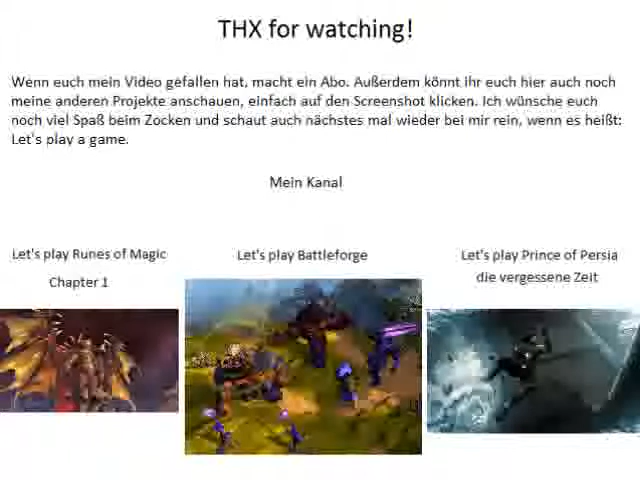 THX for watching!
Wenn euch mein Video gefallen hat, macht ein Abo. Außerdem könnt ihr euch hier auch noch
meine anderen Projekte anschauen, einfach auf den Screenshot klicken. Ich wünsche euch
noch viel Spaß beim Zocken und schaut auch nächstes mal wieder bei mir rein, wenn es heißt:
Let's play a game.
Mein Kanal
Let's play Runes of Magic
Chapter 1
Let's play Battleforge
Let's play Prince of Persia
die vergessene Zeit